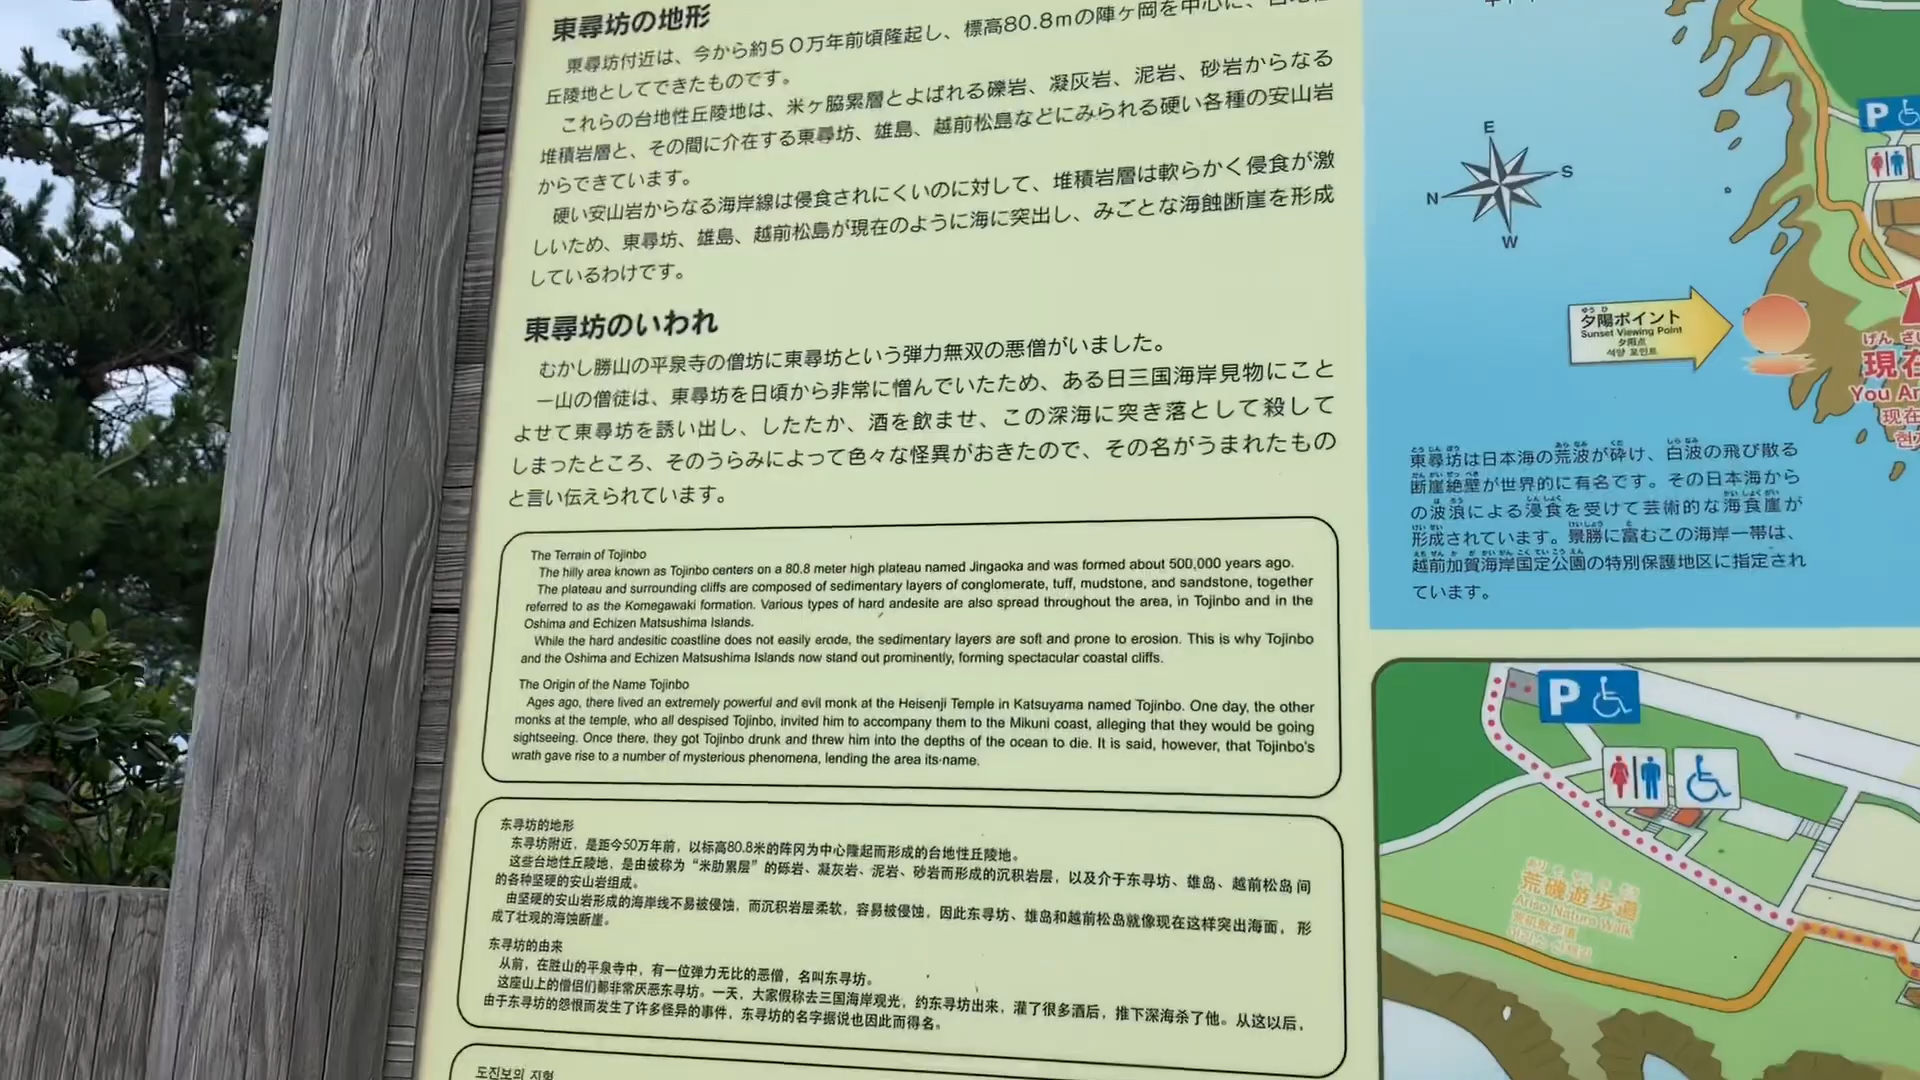 東尋坊の地形
東尋坊付近は、今から約50万年前頃隆起し、標高80.8mの陣ヶ岡を中心に、台地性
丘陵地としてできたものです。
これらの台地性丘陵地は、米ヶ脇累層とよばれる礫岩、凝灰岩、泥岩、砂岩からなる
堆積岩層と、その間に介在する東尋坊、雄島、越前松島などにみられる硬い各種の安山岩
からできています。
硬い安山岩からなる海岸線は侵食されにくいのに対して、堆積岩層は軟らかく侵食が激
しいため、東尋坊、雄島、越前松島が現在のように海に突出し、みごとな海蝕断崖を形成
しているわけです。
東尋坊のいわれ
むかし勝山の平泉寺の僧坊に東尋坊という弾力無双の悪僧がいました。
一山の僧徒は、東尋坊を日頃から非常に憎んでいたため、ある日三国海岸見物にこと
よせて東尋坊を誘い出し、したたか、酒を飲ませ、この深海に突き落として殺して
しまったところ、そのうらみによって色々な怪異がおきたので、その名がうまれたもの
と言い伝えられています。
The Terrain of Tojinbo
The hilly area known as Tojinbo centers on a 80.8 meter high plateau named Jingaoka and was formed about 500,000 years ago.
The plateau and surrounding cliffs are composed of sedimentary layers of conglomerate, tuff, mudstone, and sandstone, together
referred to as the Komegawaki formation. Various types of hard andesite are also spread throughout the area, in Tojinbo and in the
Oshima and Echizen Matsushima Islands.
While the hard andesitic coastline does not easily erode, the sedimentary layers are soft and prone to erosion. This is why Tojinbo
and the Oshima and Echizen Matsushima Islands now stand out prominently, forming spectacular coastal cliffs.
The Origin of the Name Tojinbo
Ages ago, there lived an extremely powerful and evil monk at the Heisenji Temple in Katsuyama named Tojinbo. One day, the other
monks at the temple, who all despised Tojinbo, invited him to accompany them to the Mikuni coast, alleging that they would be going
sightseeing. Once there, they got Tojinbo drunk and threw him into the depths of the ocean to die. It is said, however, that Tojinbo's
wrath gave rise to a number of mysterious phenomena, lending the area its name.
东寻坊的地形
东寻坊附近，是距今50万年前，以标高80.8米的阵冈为中心隆起而形成的台地性丘陵地。
这些台地性丘陵地，是由被称为“米肋累层”的砾岩、凝灰岩、泥岩、砂岩而形成的沉积岩层，以及介于东寻坊、雄岛、越前松岛间
的各种坚硬的安山岩组成。
由坚硬的安山岩形成的海岸线不易被侵蚀，而沉积岩层柔软，容易被侵蚀，因此东寻坊、雄岛和越前松岛就像现在这样突出海面，形
成了壮观的海蚀断崖。
东寻坊的由来
从前，在胜山的平泉寺中，有一位弹力无比的恶僧，名叫东寻坊。
这座山上的僧侣们都非常厌恶东寻坊。一天，大家假称去三国海岸观光，约东寻坊出来，灌了很多酒后，推下深海杀了他。从这以后，
由于东寻坊的怨恨而发生了许多怪异的事件，东寻坊的名字据说也因此而得名。
도진보의 지형
E
N
S
W
P
ゆうひ
夕陽ポイント
Sunset Viewing Point
夕阳点
석양 포인트
げん ざい
現在
You Ar
现在
東尋坊は日本海の荒波が砕け、白波の飛び散る
断崖絶壁が世界的に有名です。その日本海から
の波浪による浸食を受けて芸術的な海食崖が
形成されています。景勝に富むこの海岸一帯は、
越前加賀海岸国定公園の特別保護地区に指定され
ています。
P
荒磯遊歩道
Ariso Nature Walk